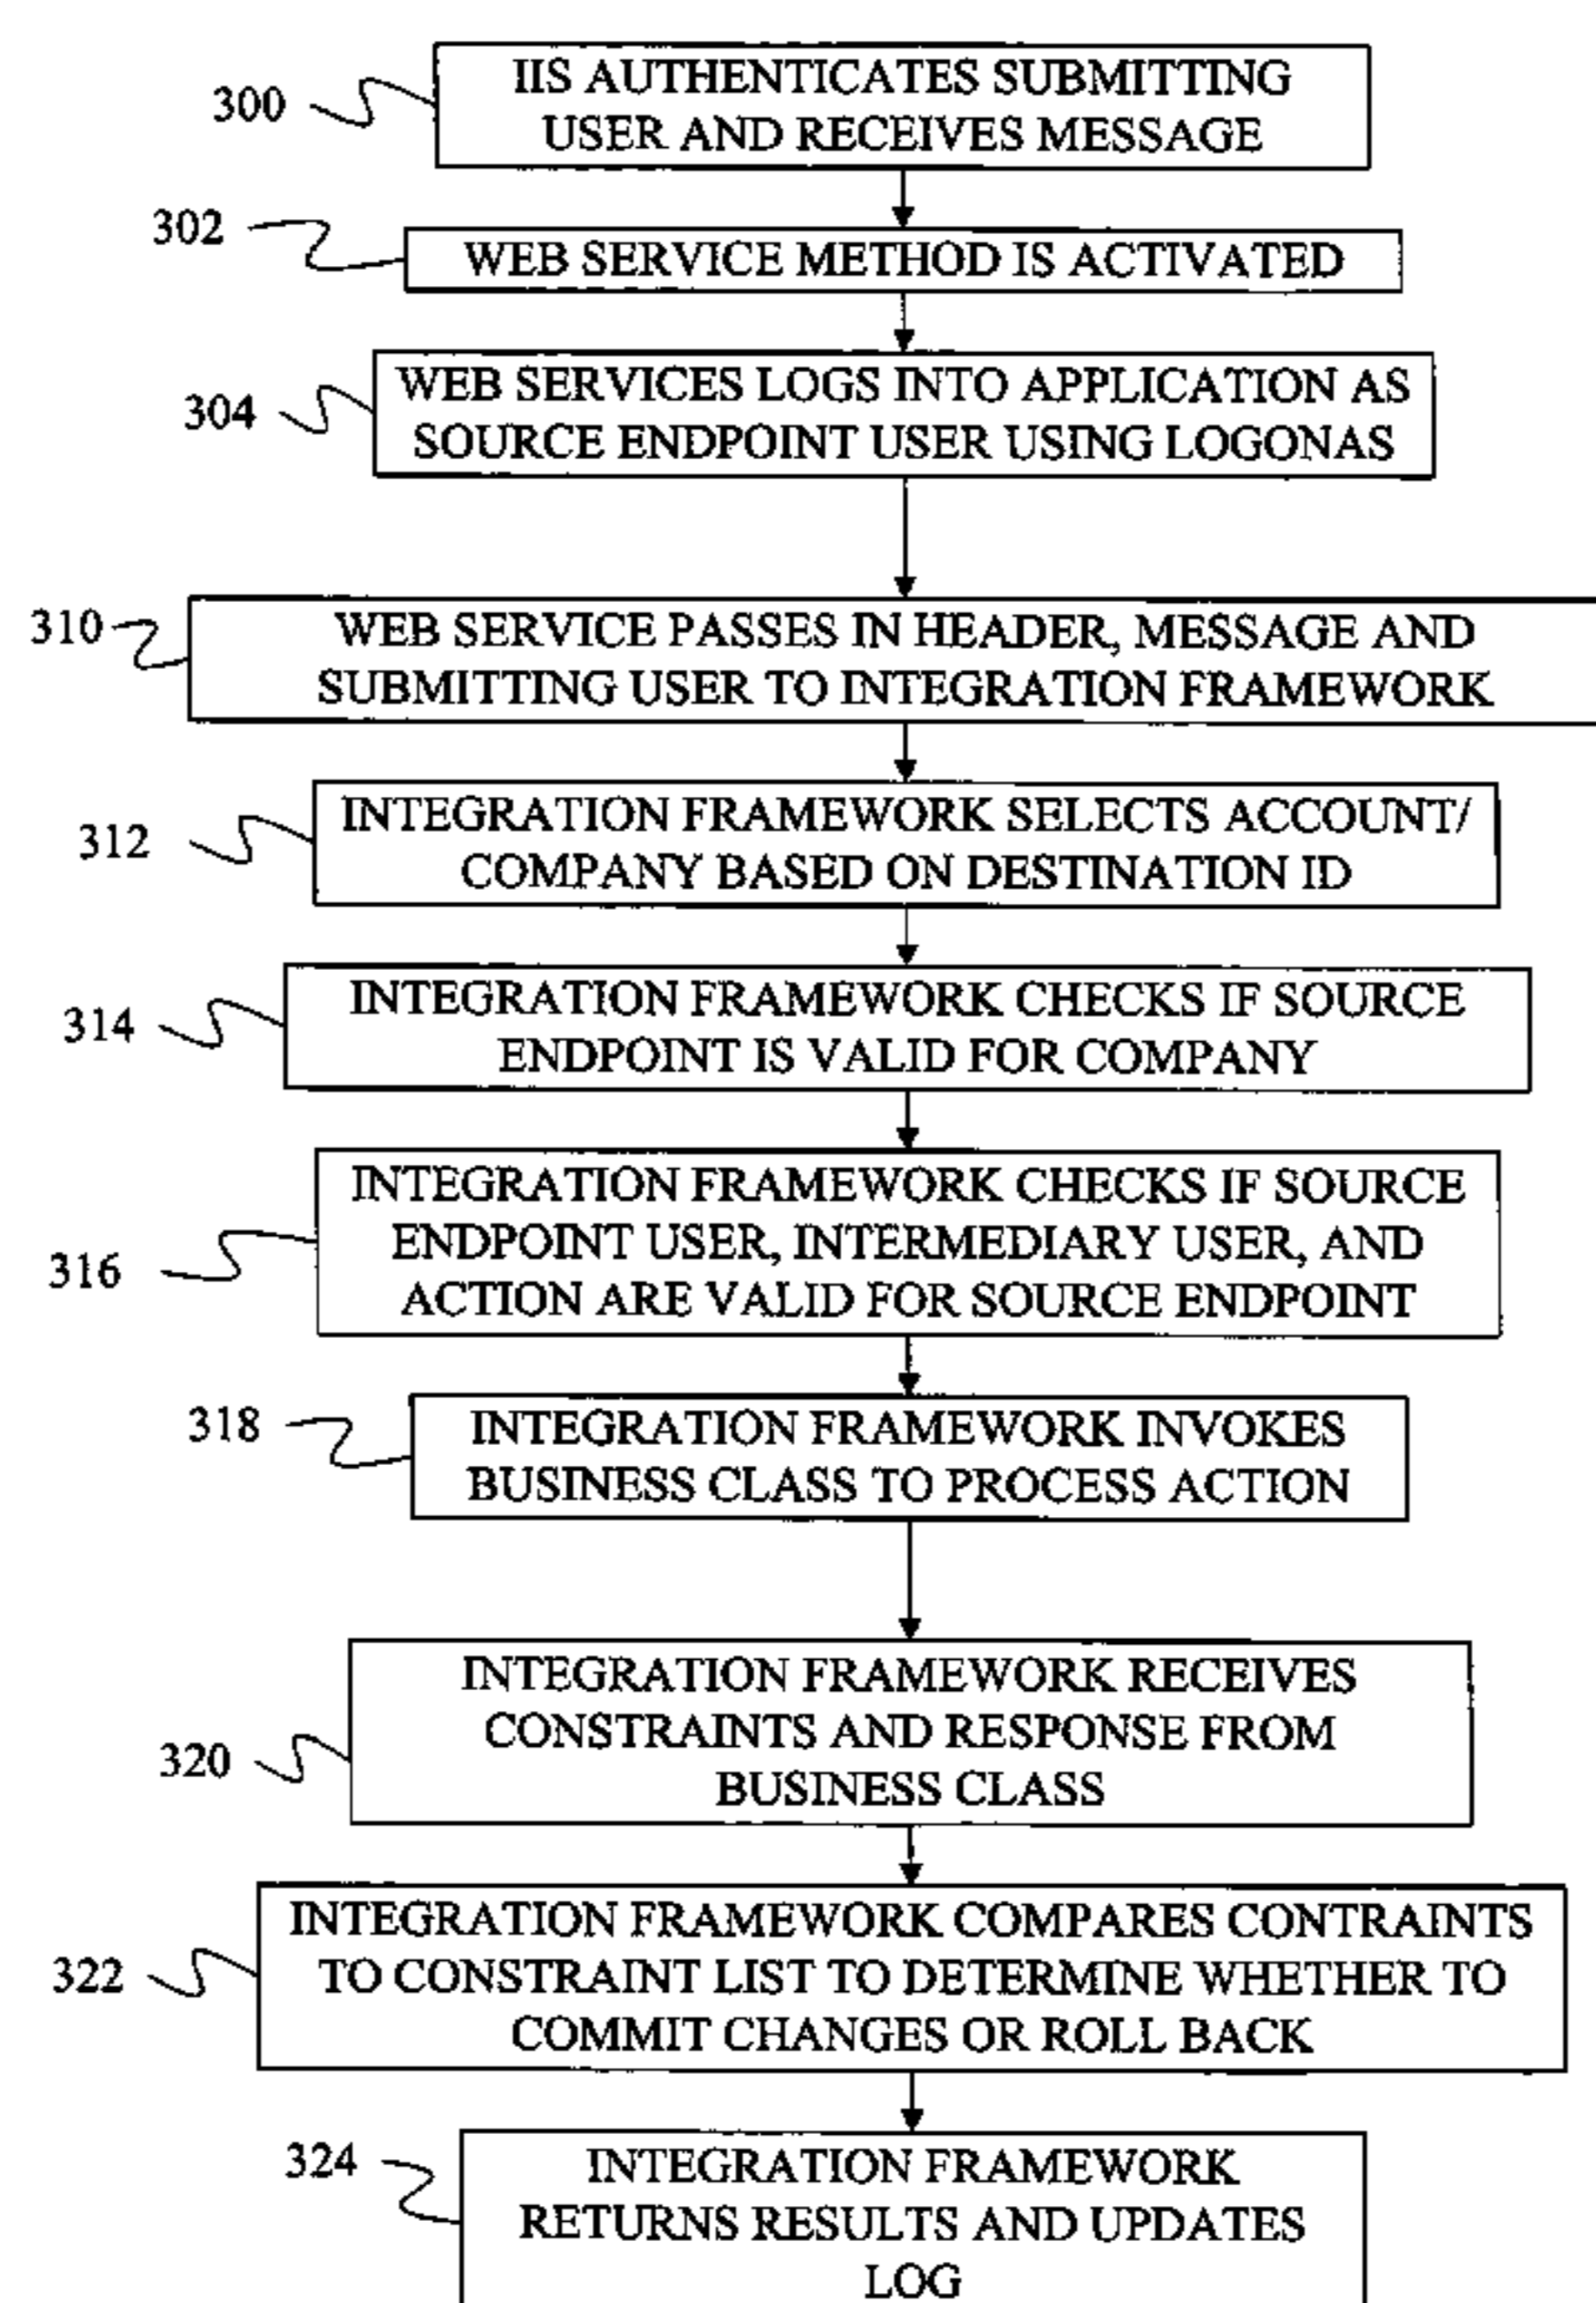 300
IIS AUTHENTICATES SUBMITTING
USER AND RECEIVES MESSAGE
302
WEB SERVICE METHOD IS ACTIVATED
304
WEB SERVICES LOGS INTO APPLICATION AS
SOURCE ENDPOINT USER USING LOGONAS
310
WEB SERVICE PASSES IN HEADER, MESSAGE AND
SUBMITTING USER TO INTEGRATION FRAMEWORK
312
INTEGRATION FRAMEWORK SELECTS ACCOUNT/
COMPANY BASED ON DESTINATION ID
314
INTEGRATION FRAMEWORK CHECKS IF SOURCE
ENDPOINT IS VALID FOR COMPANY
316
INTEGRATION FRAMEWORK CHECKS IF SOURCE
ENDPOINT USER, INTERMEDIARY USER, AND
ACTION ARE VALID FOR SOURCE ENDPOINT
318
INTEGRATION FRAMEWORK INVOKES
BUSINESS CLASS TO PROCESS ACTION
320
INTEGRATION FRAMEWORK RECEIVES
CONSTRAINTS AND RESPONSE FROM
BUSINESS CLASS
322
INTEGRATION FRAMEWORK COMPARES CONTRAINTS
TO CONSTRAINT LIST TO DETERMINE WHETHER TO
COMMIT CHANGES OR ROLL BACK
324
INTEGRATION FRAMEWORK
RETURNS RESULTS AND UPDATES
LOG